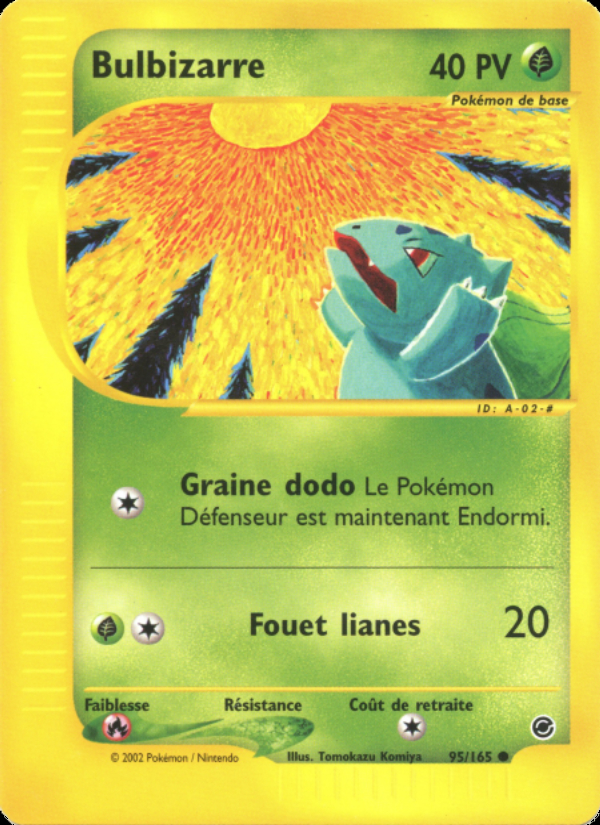 Bulbizarre 40 PV
Pokémon de base
ID: A-02-#
Graine dodo Le Pokémon
Défenseur est maintenant Endormi.
Fouet lianes 20
Faiblesse Résistance Coût de retraite
© 2002 Pokémon / Nintendo Illus. Tomokazu Komiya 95/165